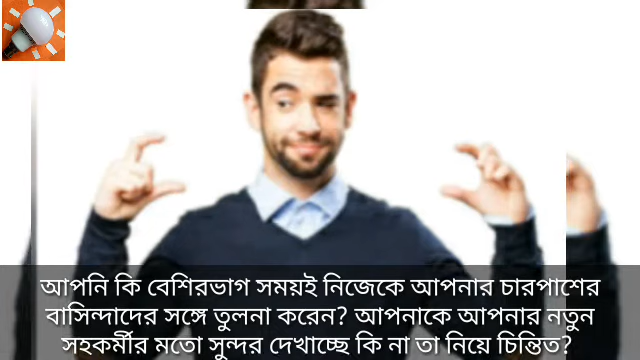 আপনি কি বেশিরভাগ সময়ই নিজেকে আপনার চারপাশের
বাসিন্দাদের সঙ্গে তুলনা করেন? আপনাকে আপনার নতুন
সহকর্মীর মতো সুন্দর দেখাচ্ছে কি না তা নিয়ে চিন্তিত?